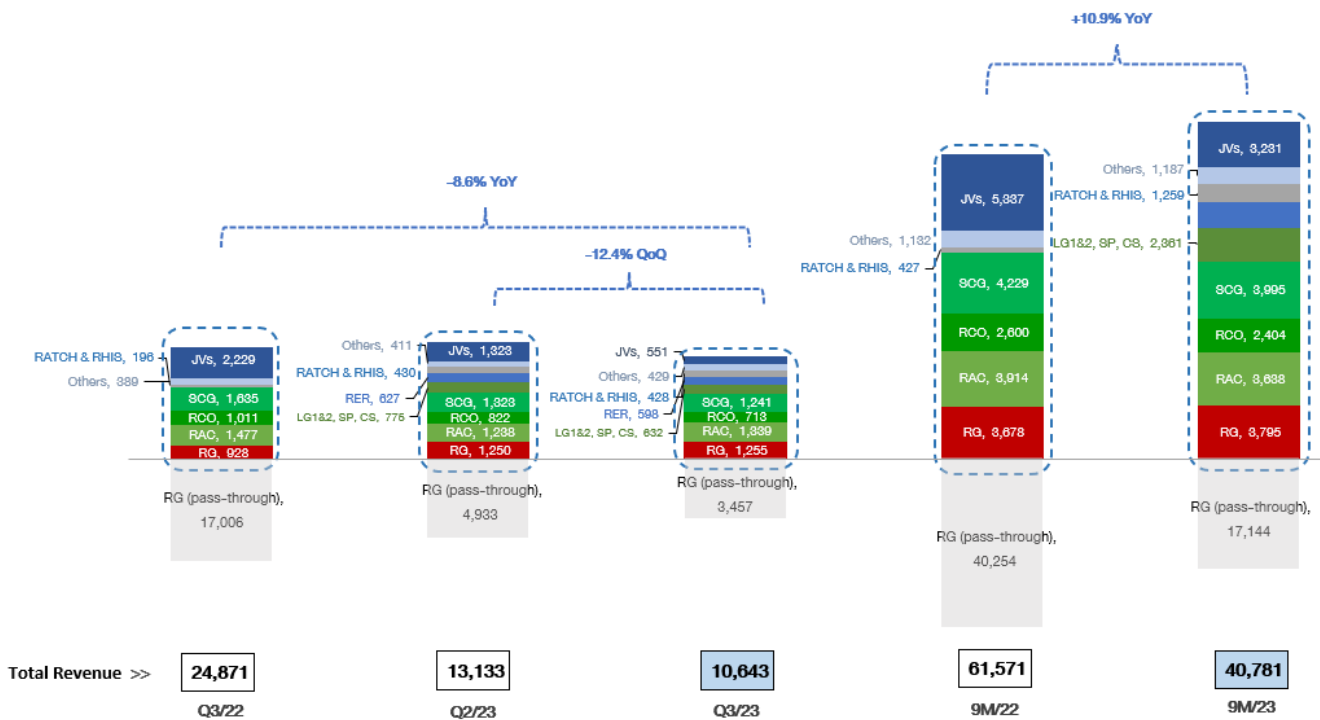 +10.9% YoY
-8.6% YoY
-12.4% QoQ
JVs, 2,229
RATCH & RHIS, 196
Others, 389
SCG, 1,635
RCO, 1,011
RAC, 1,477
RG, 928
RG (pass-through),
17,006
JVs, 1,323
Others, 411
RATCH & RHIS, 430
RER, 627
LG1&2, SP, CS, 775
SCG, 1,323
RCO, 822
RAC, 1,238
RG, 1,250
RG (pass-through),
4,933
JVs, 551
Others, 429
RATCH & RHIS, 428
RER, 598
LG1&2, SP, CS, 632
SCG, 1,241
RCO, 713
RAC, 1,339
RG, 1,255
RG (pass-through),
3,457
JVs, 5,337
Others, 1,132
RATCH & RHIS, 427
SCG, 4,229
RCO, 2,600
RAC, 3,914
RG, 3,678
RG (pass-through),
40,254
JVs, 3,231
Others, 1,187
RATCH & RHIS, 1,259
LG1&2, SP, CS, 2,361
SCG, 3,995
RCO, 2,404
RAC, 3,638
RG, 3,795
RG (pass-through),
17,144
Total Revenue >> 24,871 13,133 10,643 61,571 40,781
Q3/22 Q2/23 Q3/23 9M/22 9M/23